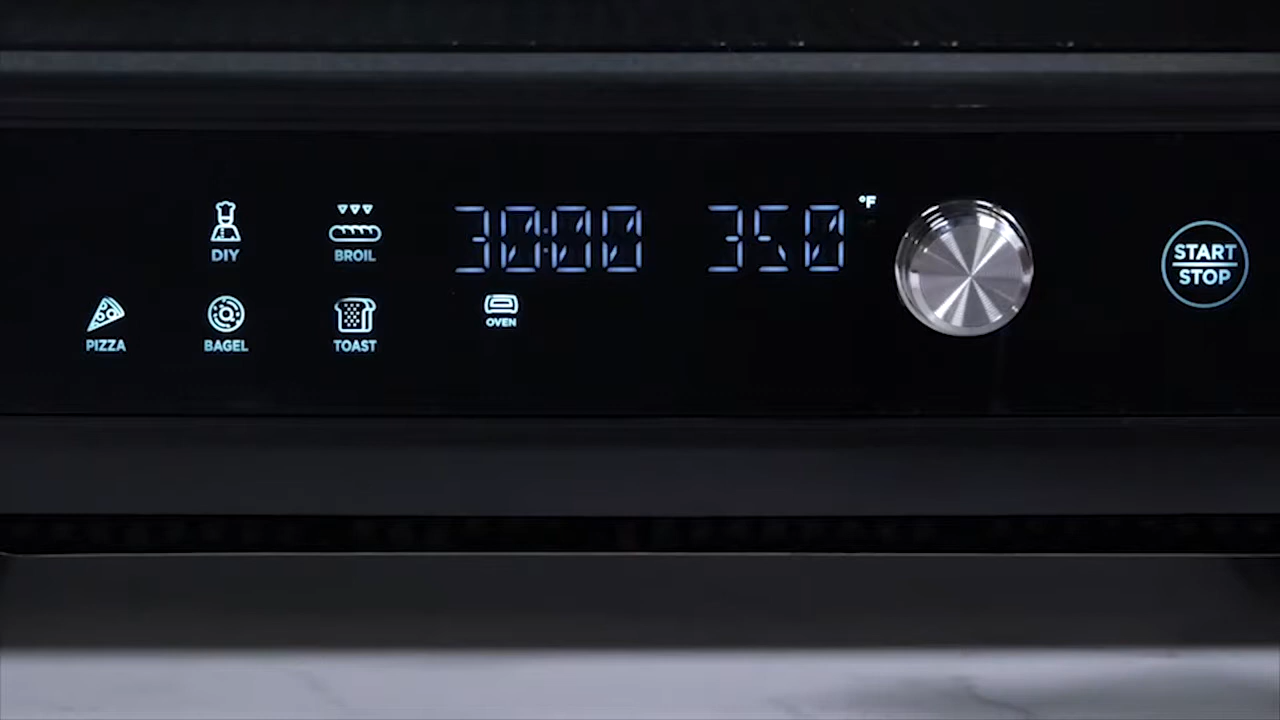 30:00 350 °F
DIY BROIL
START
STOP
OVEN
PIZZA BAGEL TOAST